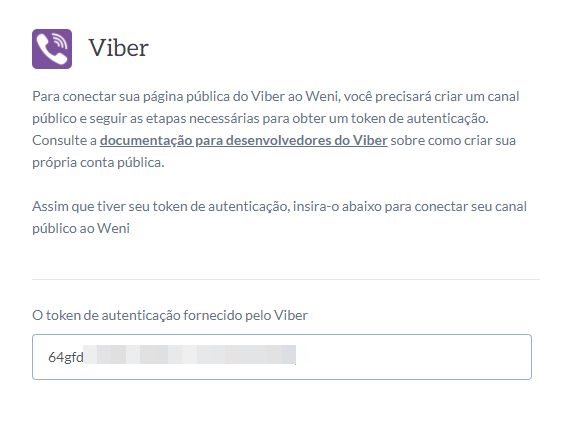 Viber
Para conectar sua página pública do Viber ao Weni, você precisará criar um canal
público e seguir as etapas necessárias para obter um token de autenticação.
Consulte a documentação para desenvolvedores do Viber sobre como criar sua
própria conta pública.
Assim que tiver seu token de autenticação, insira-o abaixo para conectar seu canal
público ao Weni
O token de autenticação fornecido pelo Viber
64gfd